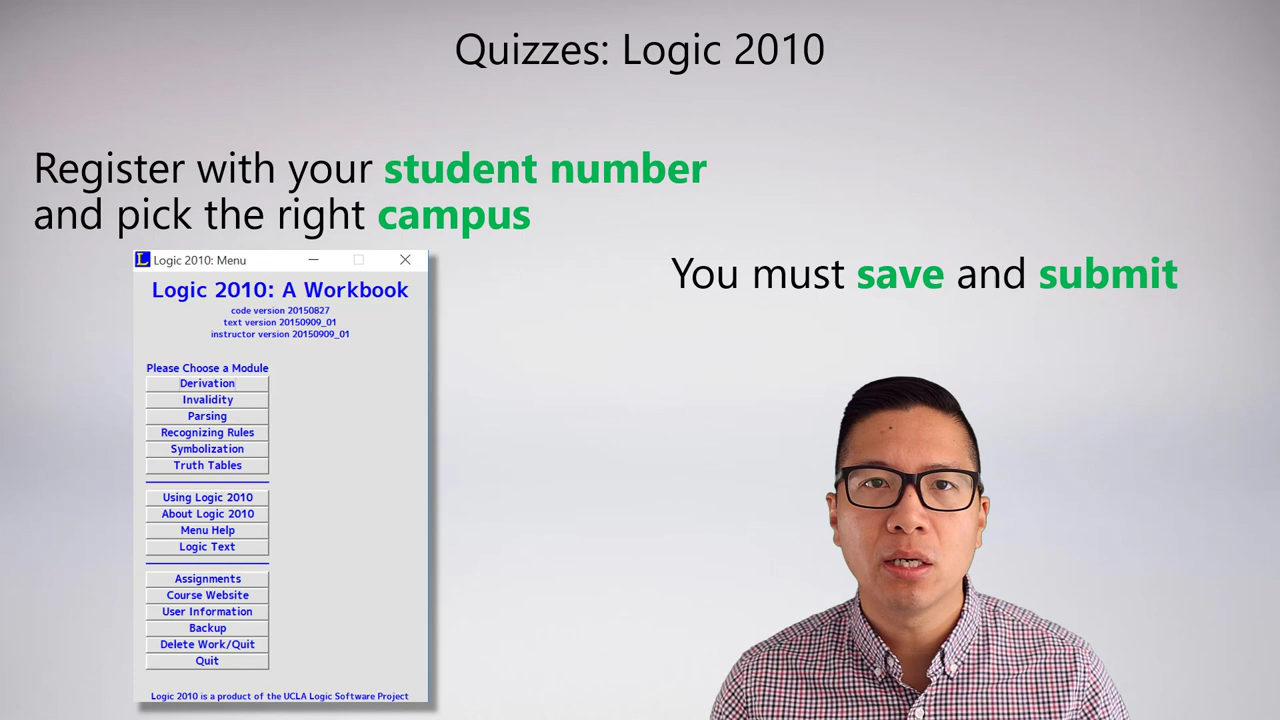 Quizzes: Logic 2010
Register with your student number
and pick the right campus
You must save and submit
Logic 2010: Menu
Logic 2010: A Workbook
code version 20150827
text version 20150909_01
instructor version 20150909_01
Please Choose a Module
Derivation
Invalidity
Parsing
Recognizing Rules
Symbolization
Truth Tables
Using Logic 2010
About Logic 2010
Menu Help
Logic Text
Assignments
Course Website
User Information
Backup
Delete Work/Quit
Quit
Logic 2010 is a product of the UCLA Logic Software Project